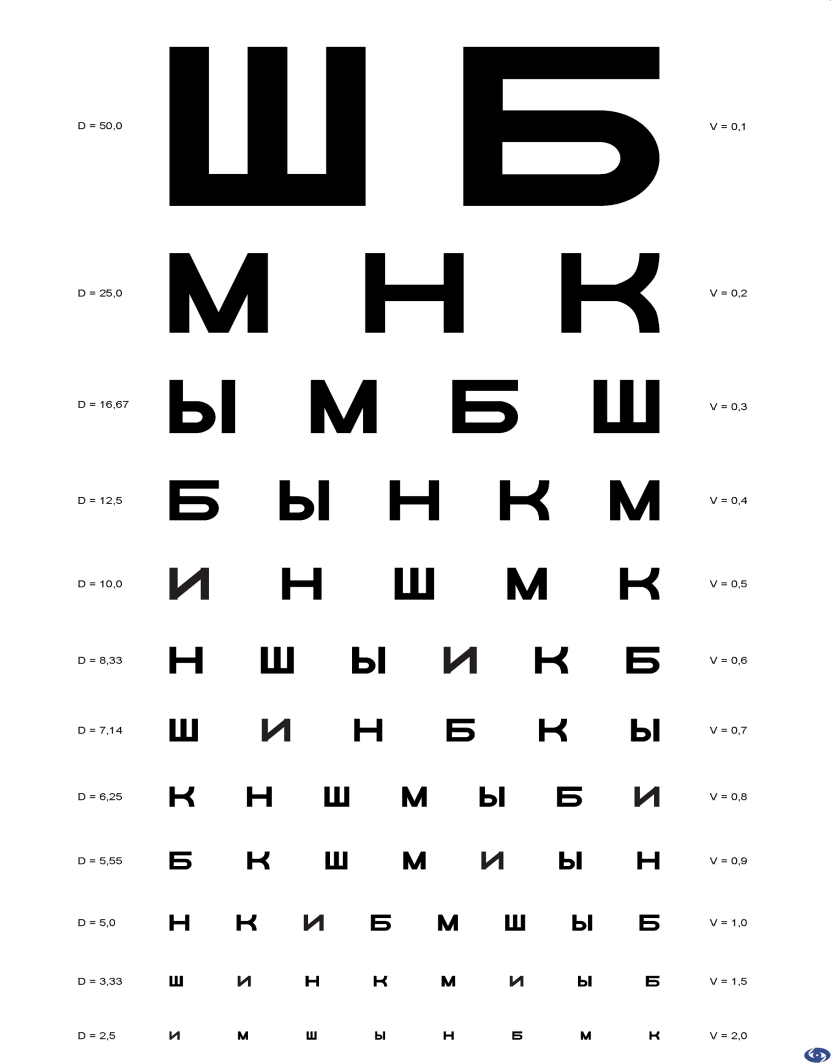 D = 50,0 Ш Б V = 0,1
D = 25,0 М Н К V = 0,2
D = 16,67 Ы М Б Ш V = 0,3
D = 12,5 Б Ы Н К М V = 0,4
D = 10,0 И Н Ш М К V = 0,5
D = 8,33 Н Ш Ы И К Б V = 0,6
D = 7,14 Ш И Н Б К Ы V = 0,7
D = 6,25 К Н Ш М Ы Б И V = 0,8
D = 5,55 Б К Ш М И Ы Н V = 0,9
D = 5,0 Н К И Б М Ш Ы Б V = 1,0
D = 3,33 Ш И Н К М И Ы Б V = 1,5
D = 2,5 И М Ш Ы Н Б М К V = 2,0